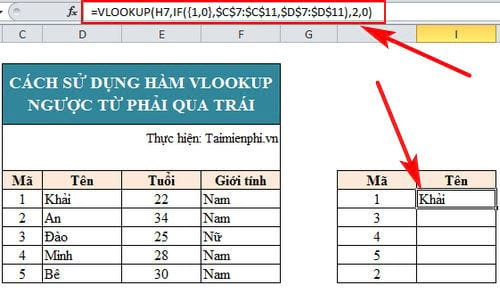 fx =VLOOKUP(H7,IF({1,0},$C$7:$C$11,$D$7:$D$11),2,0)
C D E F G H I
CÁCH SỬ DỤNG HÀM VLOOKUP
NGƯỢC TỪ PHẢI QUA TRÁI
Thực hiện: Taimienphi.vn
Mã Tên Tuổi Giới tính Mã Tên
1 Khải 22 Nam 1 Khải
2 An 34 Nam 3
3 Đào 25 Nữ 4
4 Minh 28 Nam 5
5 Bê 30 Nam 2